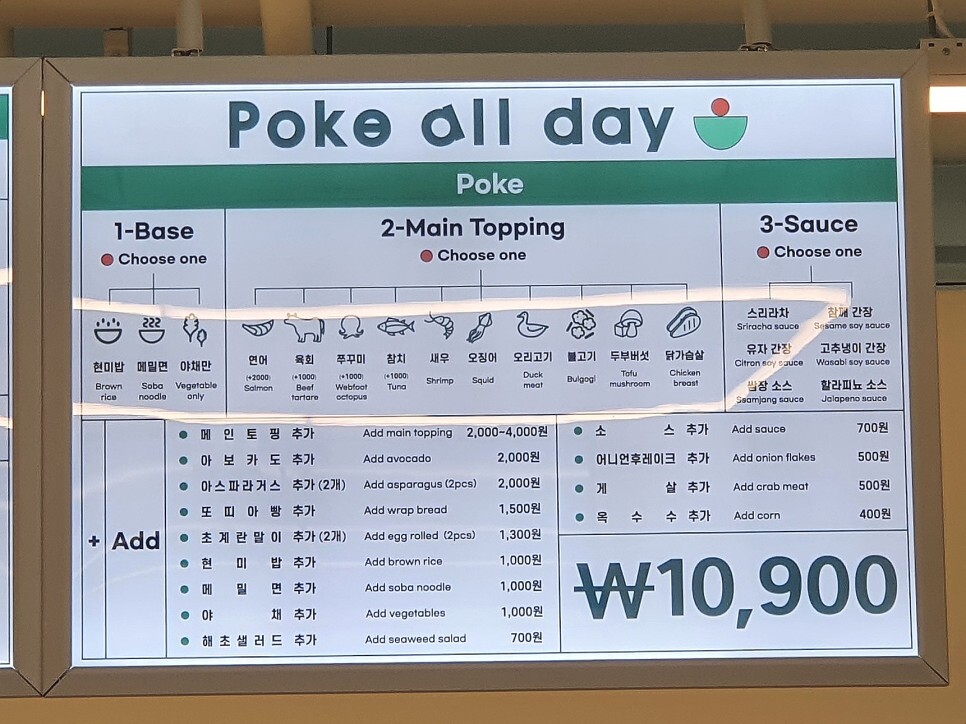 Poke all day
Poke
1-Base
Choose one
현미밥 메밀면 야채만
Brown rice Soba noodle Vegetable only
2-Main Topping
Choose one
연어 육회 쭈꾸미 참치 새우 오징어 오리고기 불고기 두부버섯 닭가슴살
(+2000) (+1000) (+1000) (+1000)
Salmon Beef tartare Webfoot octopus Tuna Shrimp Squid Duck meat Bulgogi Tofu mushroom Chicken breast
3-Sauce
Choose one
스리라차 참깨 간장
Sriracha sauce Sesame soy sauce
유자 간장 고추냉이 간장
Citron soy sauce Wasabi soy sauce
쌈장 소스 할라피뇨 소스
Ssamjang sauce Jalapeno sauce
+ Add
메인토핑 추가 Add main topping 2,000~4,000원
아보카도 추가 Add avocado 2,000원
아스파라거스 추가 (2개) Add asparagus (2pcs) 2,000원
또띠아빵 추가 Add wrap bread 1,500원
초계란말이 추가 (2개) Add egg rolled (2pcs) 1,300원
현미밥 추가 Add brown rice 1,000원
메밀면 추가 Add soba noodle 1,000원
야채 추가 Add vegetables 1,000원
해초샐러드 추가 Add seaweed salad 700원
소스 추가 Add sauce 700원
어니언후레이크 추가 Add onion flakes 500원
게살 추가 Add crab meat 500원
옥수수 추가 Add corn 400원
₩10,900